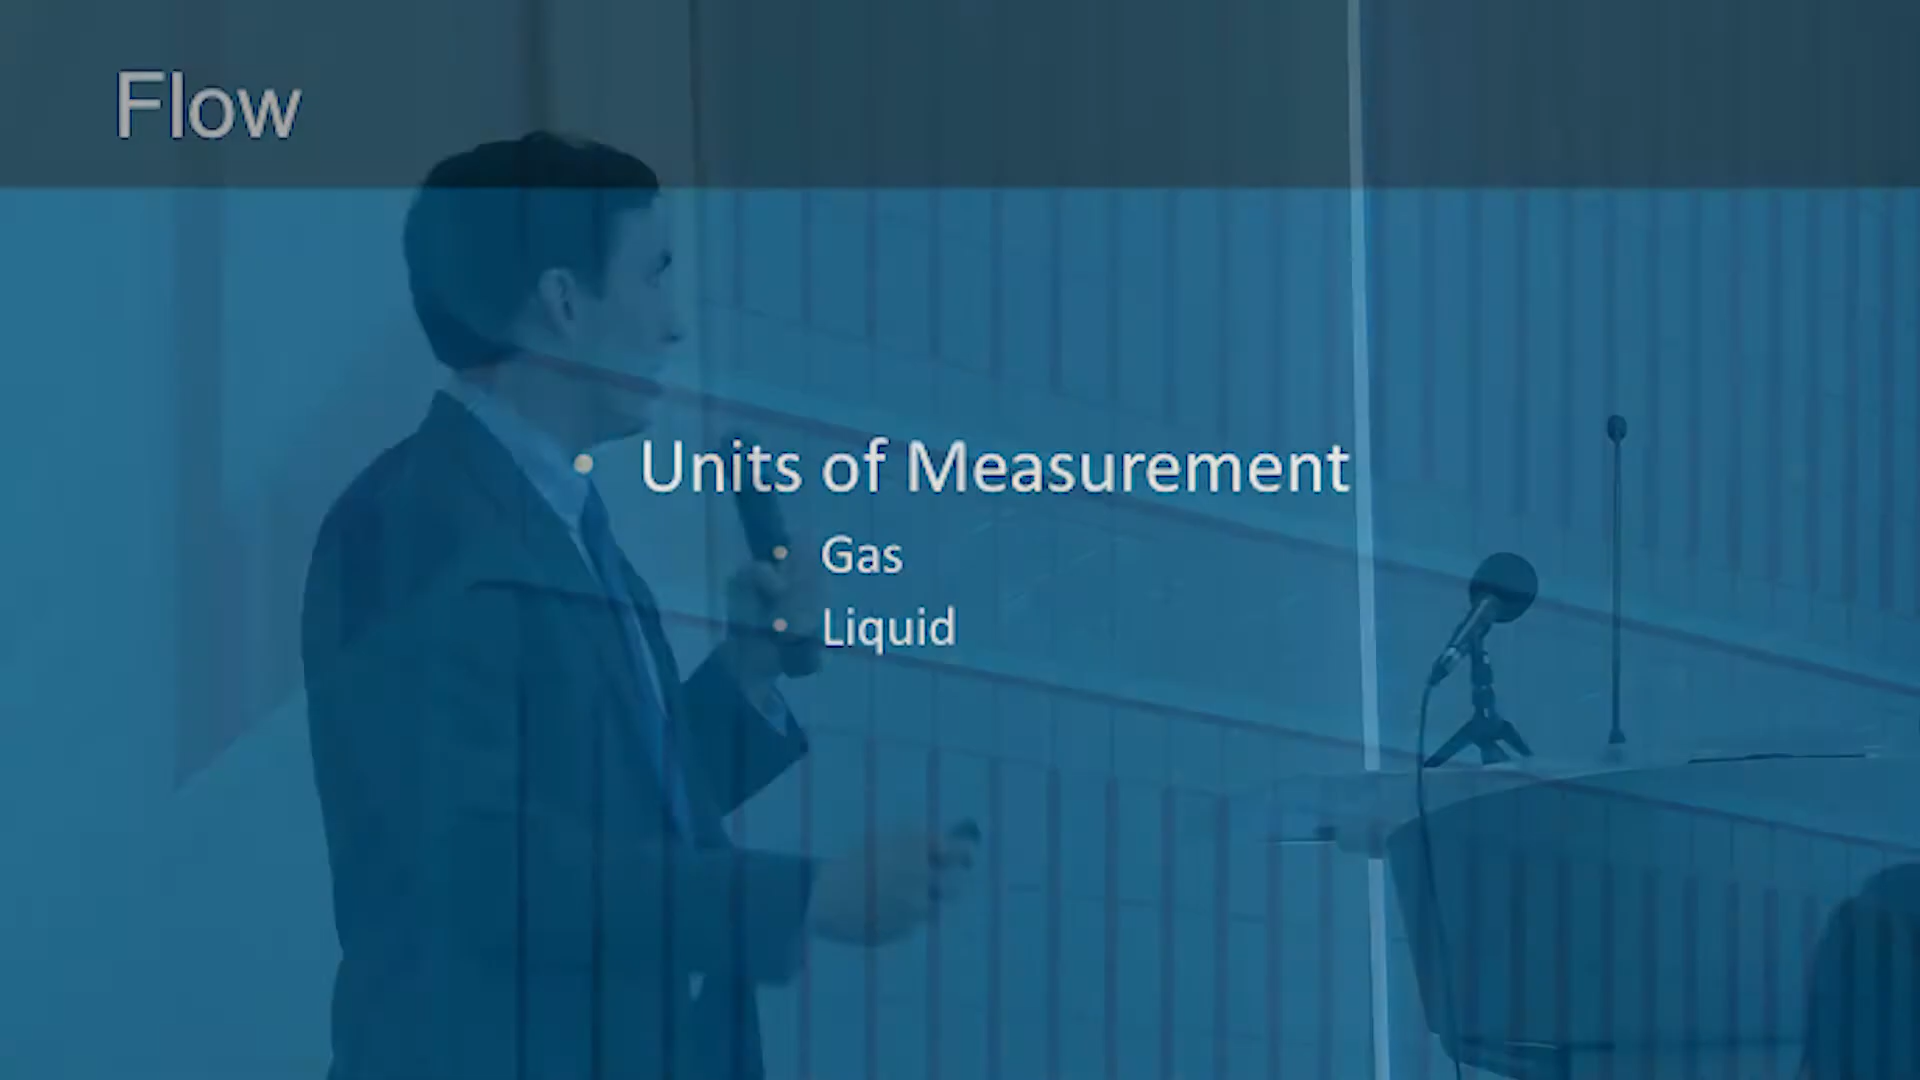 Flow
• Units of Measurement
• Gas
• Liquid